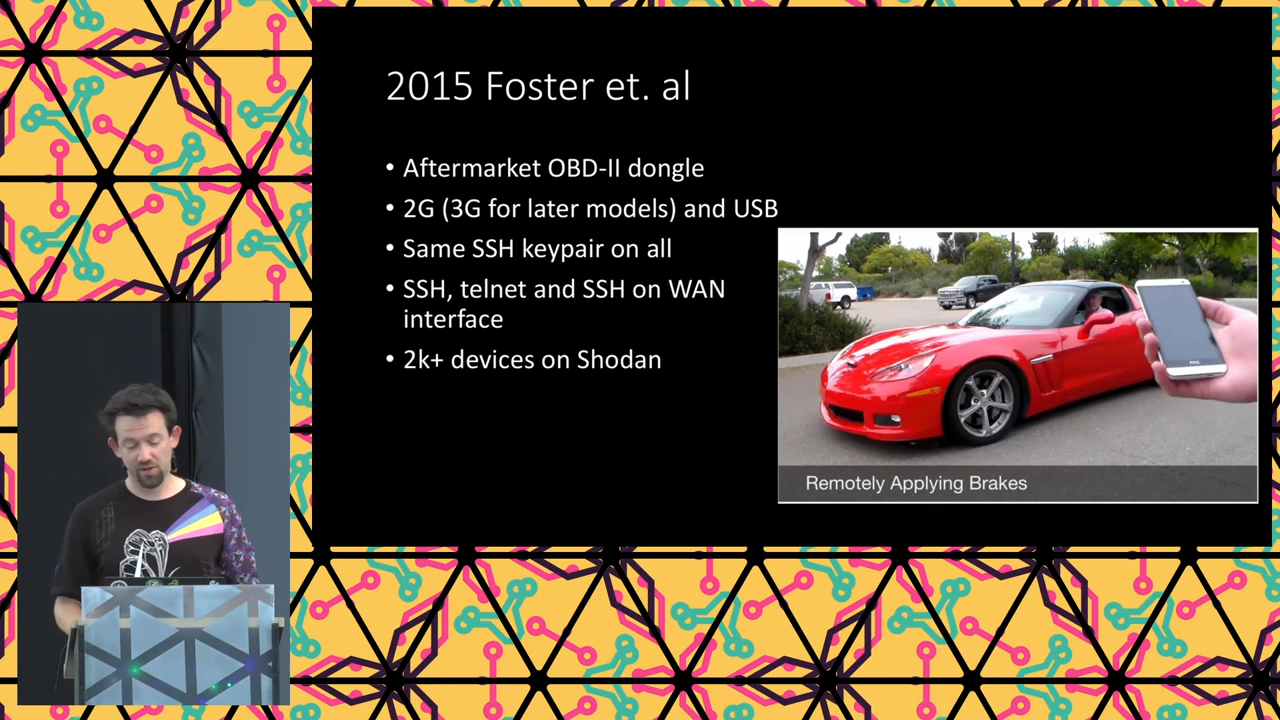 2015 Foster et. al
• Aftermarket OBD-II dongle
• 2G (3G for later models) and USB
• Same SSH keypair on all
• SSH, telnet and SSH on WAN
interface
• 2k+ devices on Shodan
Remotely Applying Brakes